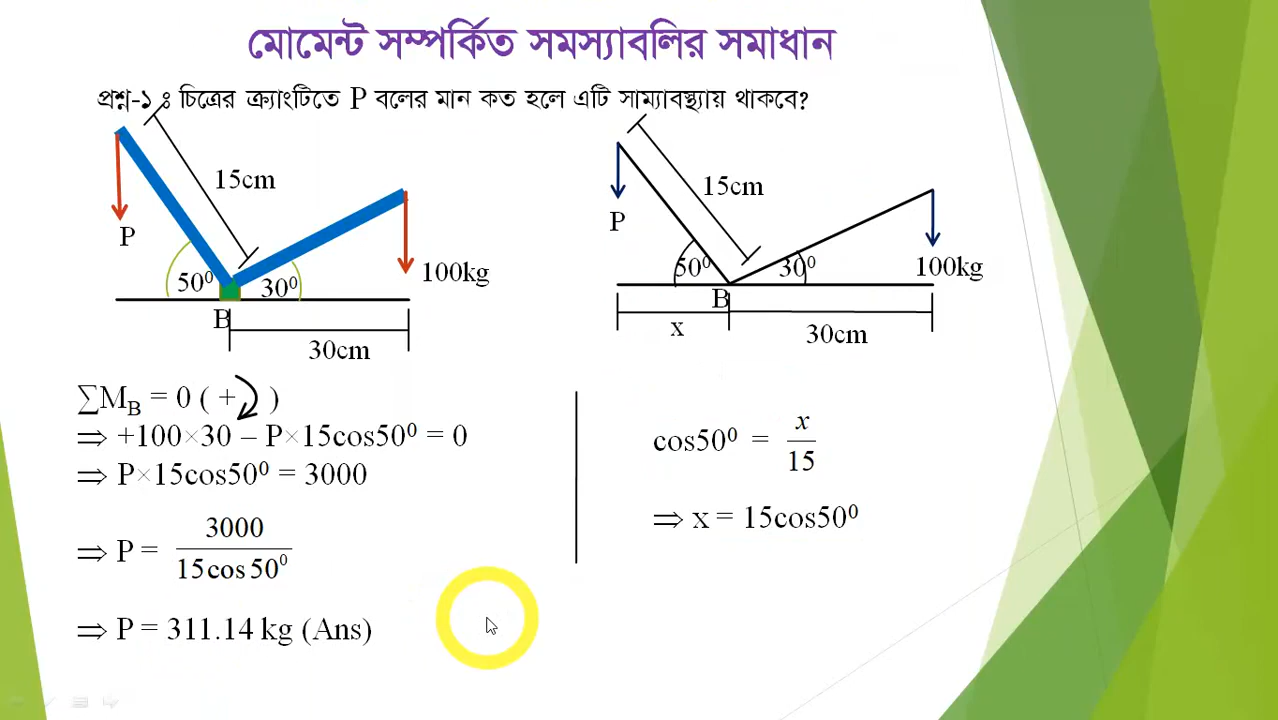 মোমেন্ট সম্পর্কিত সমস্যাবলির সমাধান
প্রশ্ন-১ ঃ চিত্রের ক্র্যাংটিতে P বলের মান কত হলে এটি সাম্যাবস্থ্যায় থাকবে?
15cm
P
50⁰
30⁰
100kg
B
30cm
15cm
P
50⁰
30⁰
100kg
B
x
30cm
∑M_B = 0 ( + )
⇒ +100×30 – P×15cos50⁰ = 0
⇒ P×15cos50⁰ = 3000
⇒ P = 3000 / 15cos50⁰
⇒ P = 311.14 kg (Ans)
cos50⁰ = x / 15
⇒ x = 15cos50⁰